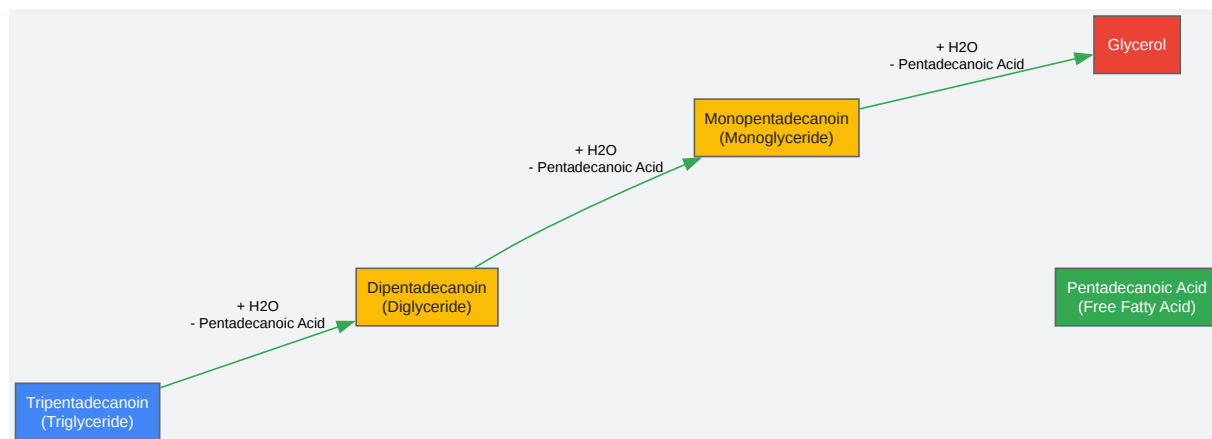 Glycerol
+ H2O
- Pentadecanoic Acid
Monopentadecanoin
(Monoglyceride)
+ H2O
- Pentadecanoic Acid
Dipentadecanoin
(Diglyceride)
Pentadecanoic Acid
(Free Fatty Acid)
+ H2O
- Pentadecanoic Acid
Tripentadecanoin
(Triglyceride)